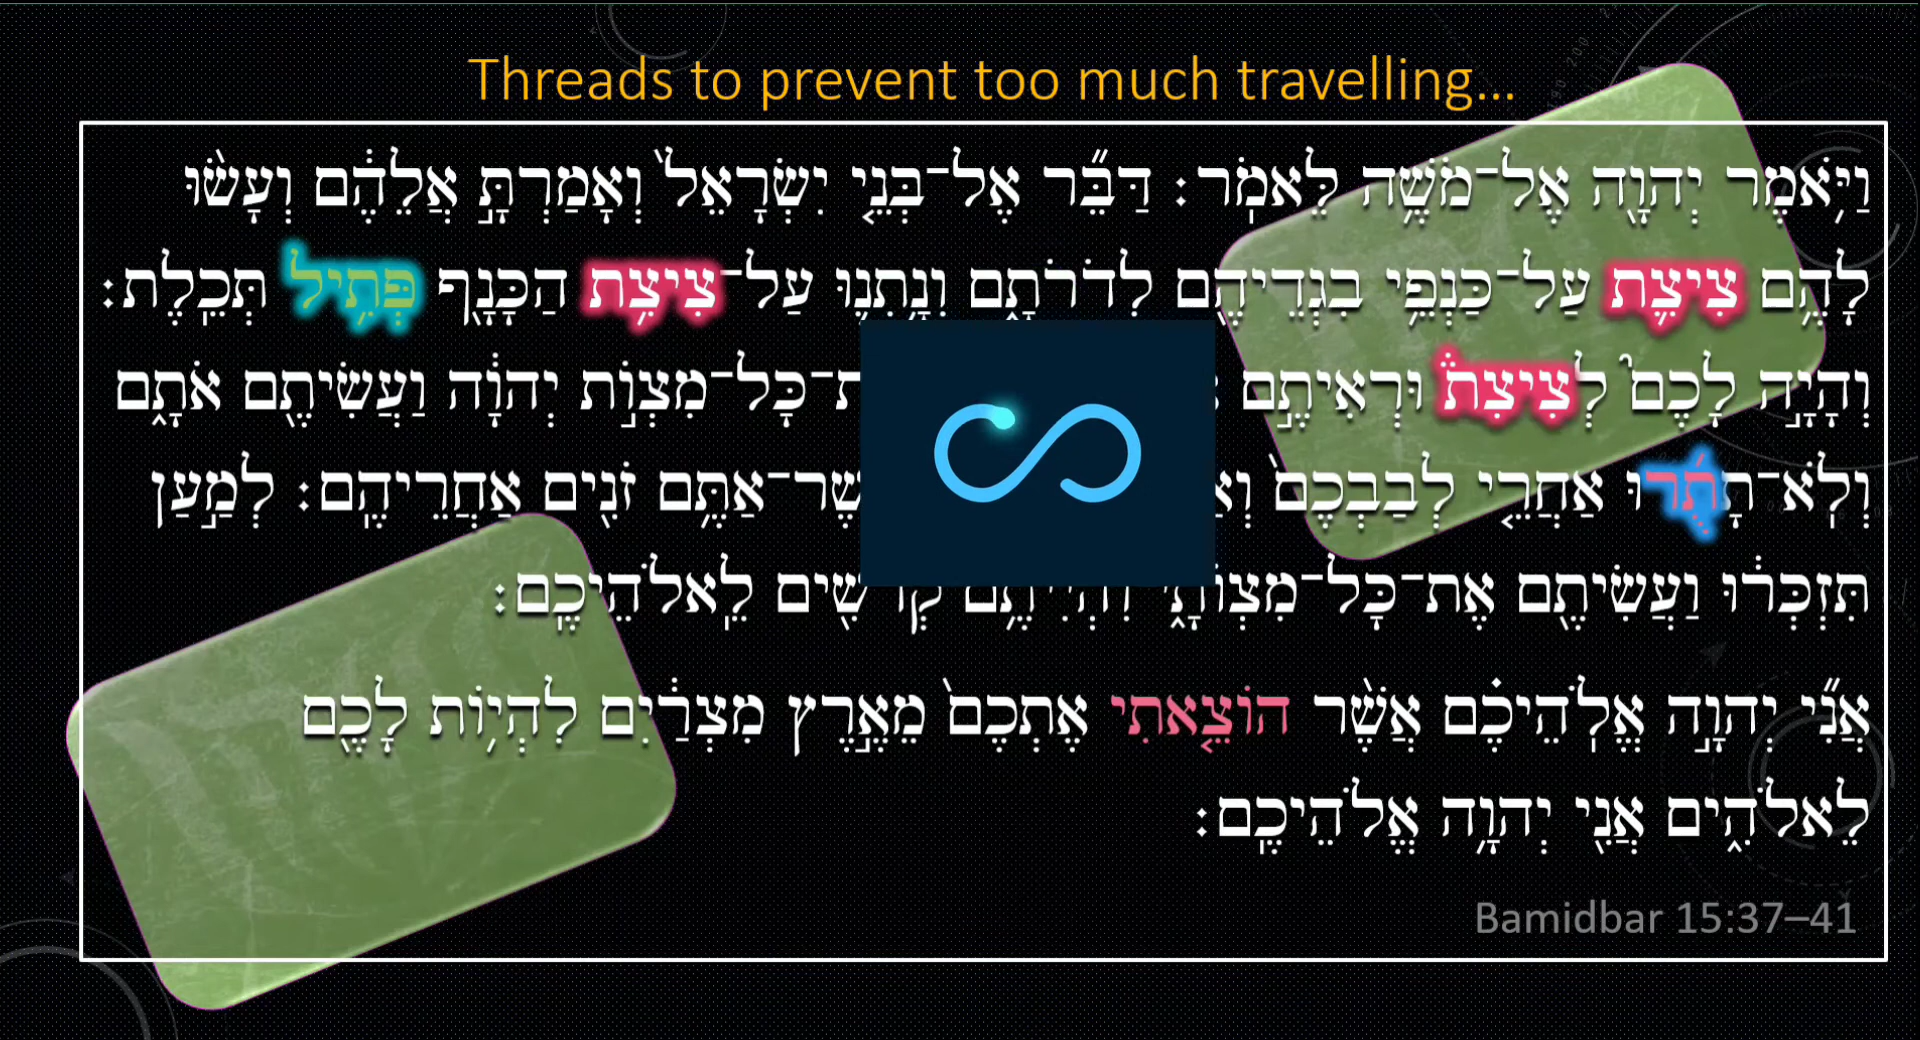 Threads to prevent too much travelling...
וַיֹּ֥אמֶר יְהוָ֖ה אֶל־מֹשֶׁ֥ה לֵּאמֹֽר׃ דַּבֵּ֞ר אֶל־בְּנֵ֤י יִשְׂרָאֵל֙ וְאָמַרְתָּ֣ אֲלֵהֶ֔ם וְעָשׂ֨וּ
לָהֶ֥ם צִיצִ֛ת עַל־כַּנְפֵ֥י בִגְדֵיהֶ֖ם לְדֹרֹתָ֑ם וְנָֽתְנ֛וּ עַל־צִיצִ֥ת הַכָּנָ֖ף פְּתִ֥יל תְּכֵֽלֶת׃
וְהָיָ֣ה לָכֶם֮ לְצִיצִת֒ וּרְאִיתֶ֣ם ת־כָּל־מִצְוֺ֣ת יְהוָ֔ה וַעֲשִׂיתֶ֖ם אֹתָ֑ם
וְלֹֽא־תָתֻ֜רוּ אַחֲרֵ֤י לְבַבְכֶם֙ וְאַ שֶׁר־אַתֶּ֥ם זֹנִ֖ים אַחֲרֵיהֶֽם׃ לְמַ֣עַן
תִּזְכְּר֔וּ וַעֲשִׂיתֶ֖ם אֶת־כָּל־מִצְוֺתָ֑י וִהְיִיתֶ֥ם קְדֹשִׁ֖ים לֵֽאלֹהֵיכֶֽם׃
אֲנִ֞י יְהוָ֣ה אֱלֹֽהֵיכֶ֗ם אֲשֶׁ֨ר הוֹצֵ֤אתִי אֶתְכֶם֙ מֵאֶ֣רֶץ מִצְרַ֔יִם לִהְי֥וֹת לָכֶ֖ם
לֵאלֹהִ֑ים אֲנִ֖י יְהוָ֥ה אֱלֹהֵיכֶֽם׃
Bamidbar 15:37–41